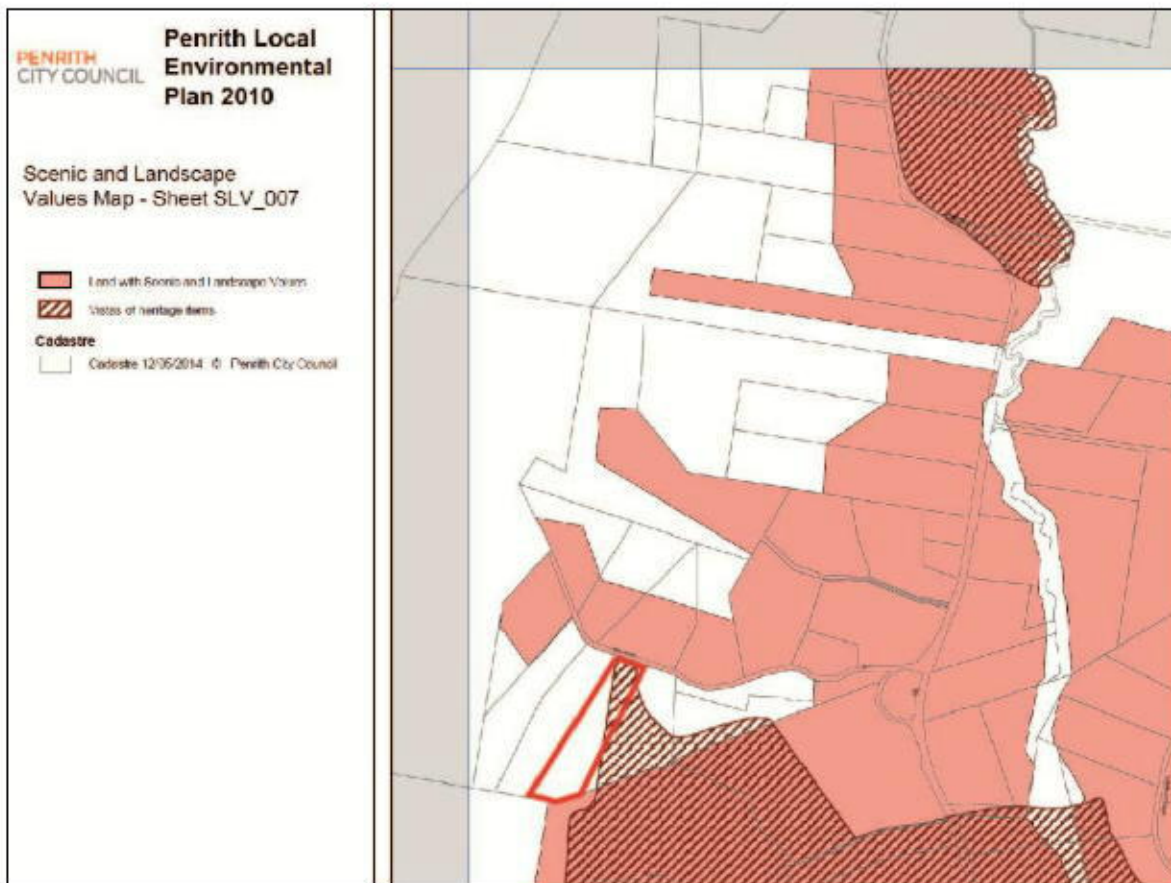 PENRITH
CITY COUNCIL
Penrith Local
Environmental
Plan 2010
Scenic and Landscape
Values Map - Sheet SLV_007
Land with Scenic and Landscape Values
Vistas of heritage items
Cadastre
Cadastre 12/05/2014 © Penrith City Council